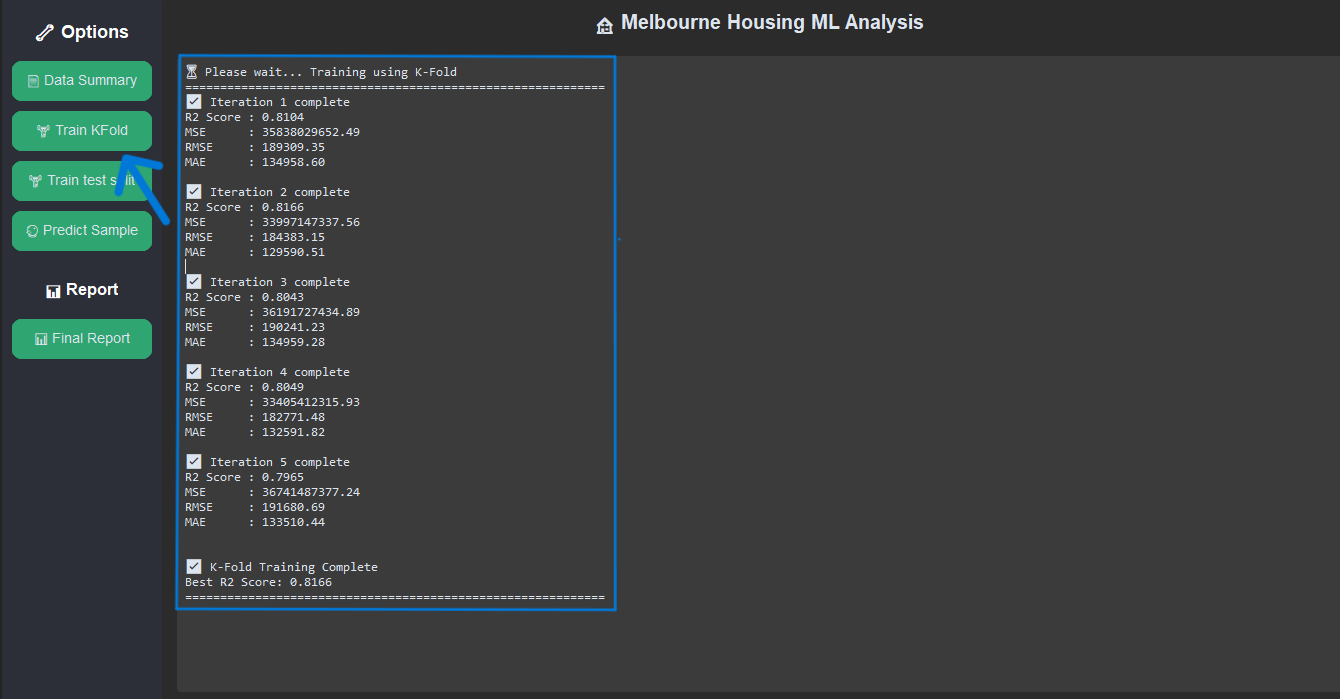 Options
Data Summary
Train KFold
Train test split
Predict Sample
Report
Final Report
Melbourne Housing ML Analysis
Please wait... Training using K-Fold
============================================================
Iteration 1 complete
R2 Score : 0.8104
MSE      : 35838029652.49
RMSE     : 189309.35
MAE      : 134958.60
Iteration 2 complete
R2 Score : 0.8166
MSE      : 33997147337.56
RMSE     : 184383.15
MAE      : 129590.51
Iteration 3 complete
R2 Score : 0.8043
MSE      : 36191727434.89
RMSE     : 190241.23
MAE      : 134959.28
Iteration 4 complete
R2 Score : 0.8049
MSE      : 33405412315.93
RMSE     : 182771.48
MAE      : 132591.82
Iteration 5 complete
R2 Score : 0.7965
MSE      : 36741487377.24
RMSE     : 191680.69
MAE      : 133510.44
K-Fold Training Complete
Best R2 Score: 0.8166
============================================================